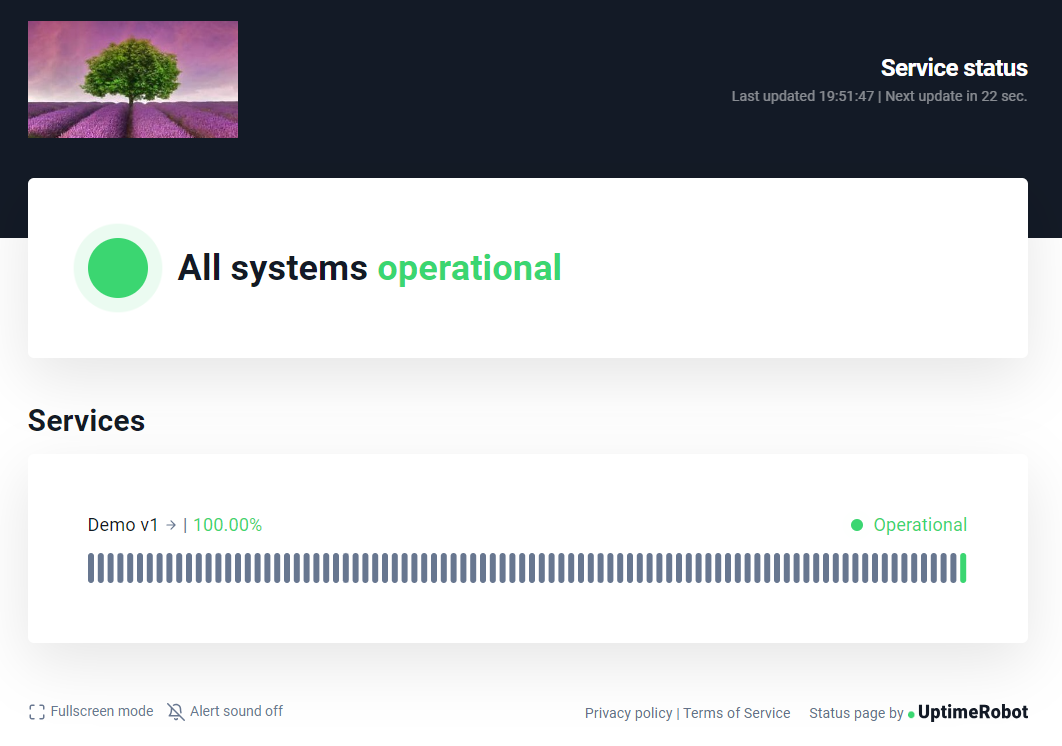 Service status
Last updated 19:51:47 | Next update in 22 sec.
All systems operational
Services
Demo v1 → | 100.00%
Operational
Fullscreen mode
Alert sound off
Privacy policy | Terms of Service
Status page by UptimeRobot